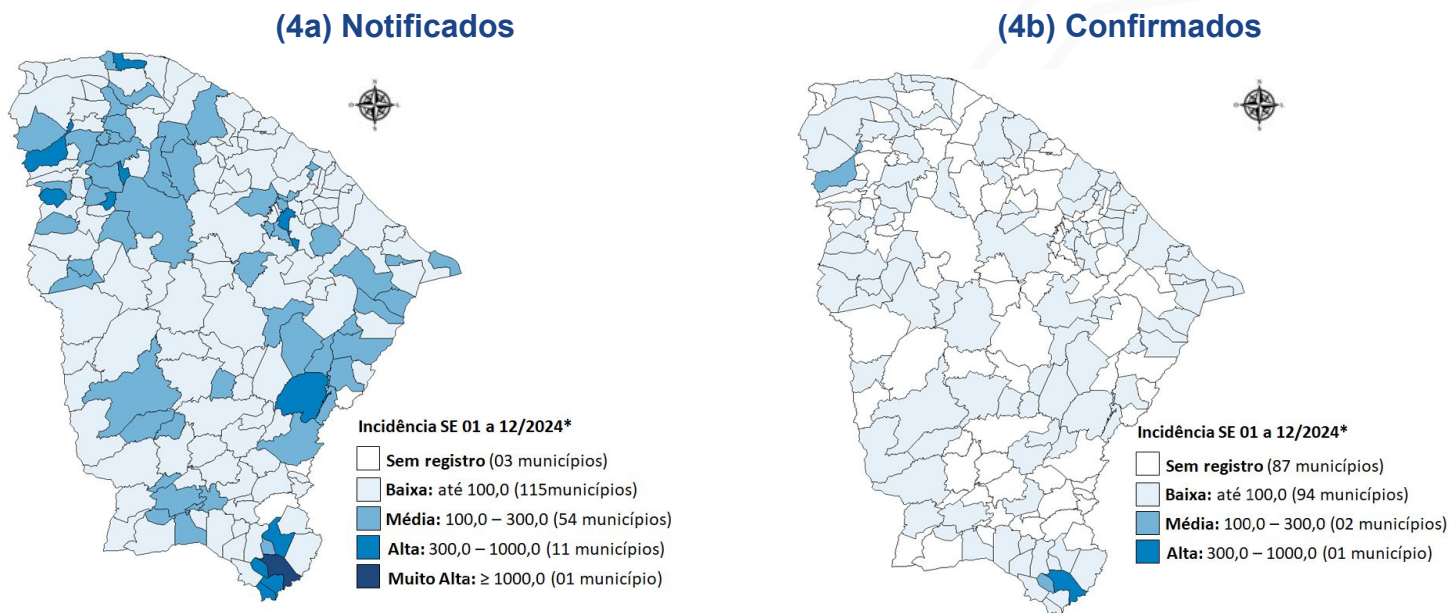 (4a) Notificados
Incidência SE 01 a 12/2024*
Sem registro (03 municípios)
Baixa: até 100,0 (115municípios)
Média: 100,0 – 300,0 (54 municípios)
Alta: 300,0 – 1000,0 (11 municípios)
Muito Alta: ≥ 1000,0 (01 município)
(4b) Confirmados
Incidência SE 01 a 12/2024*
Sem registro (87 municípios)
Baixa: até 100,0 (94 municípios)
Média: 100,0 – 300,0 (02 municípios)
Alta: 300,0 – 1000,0 (01 município)